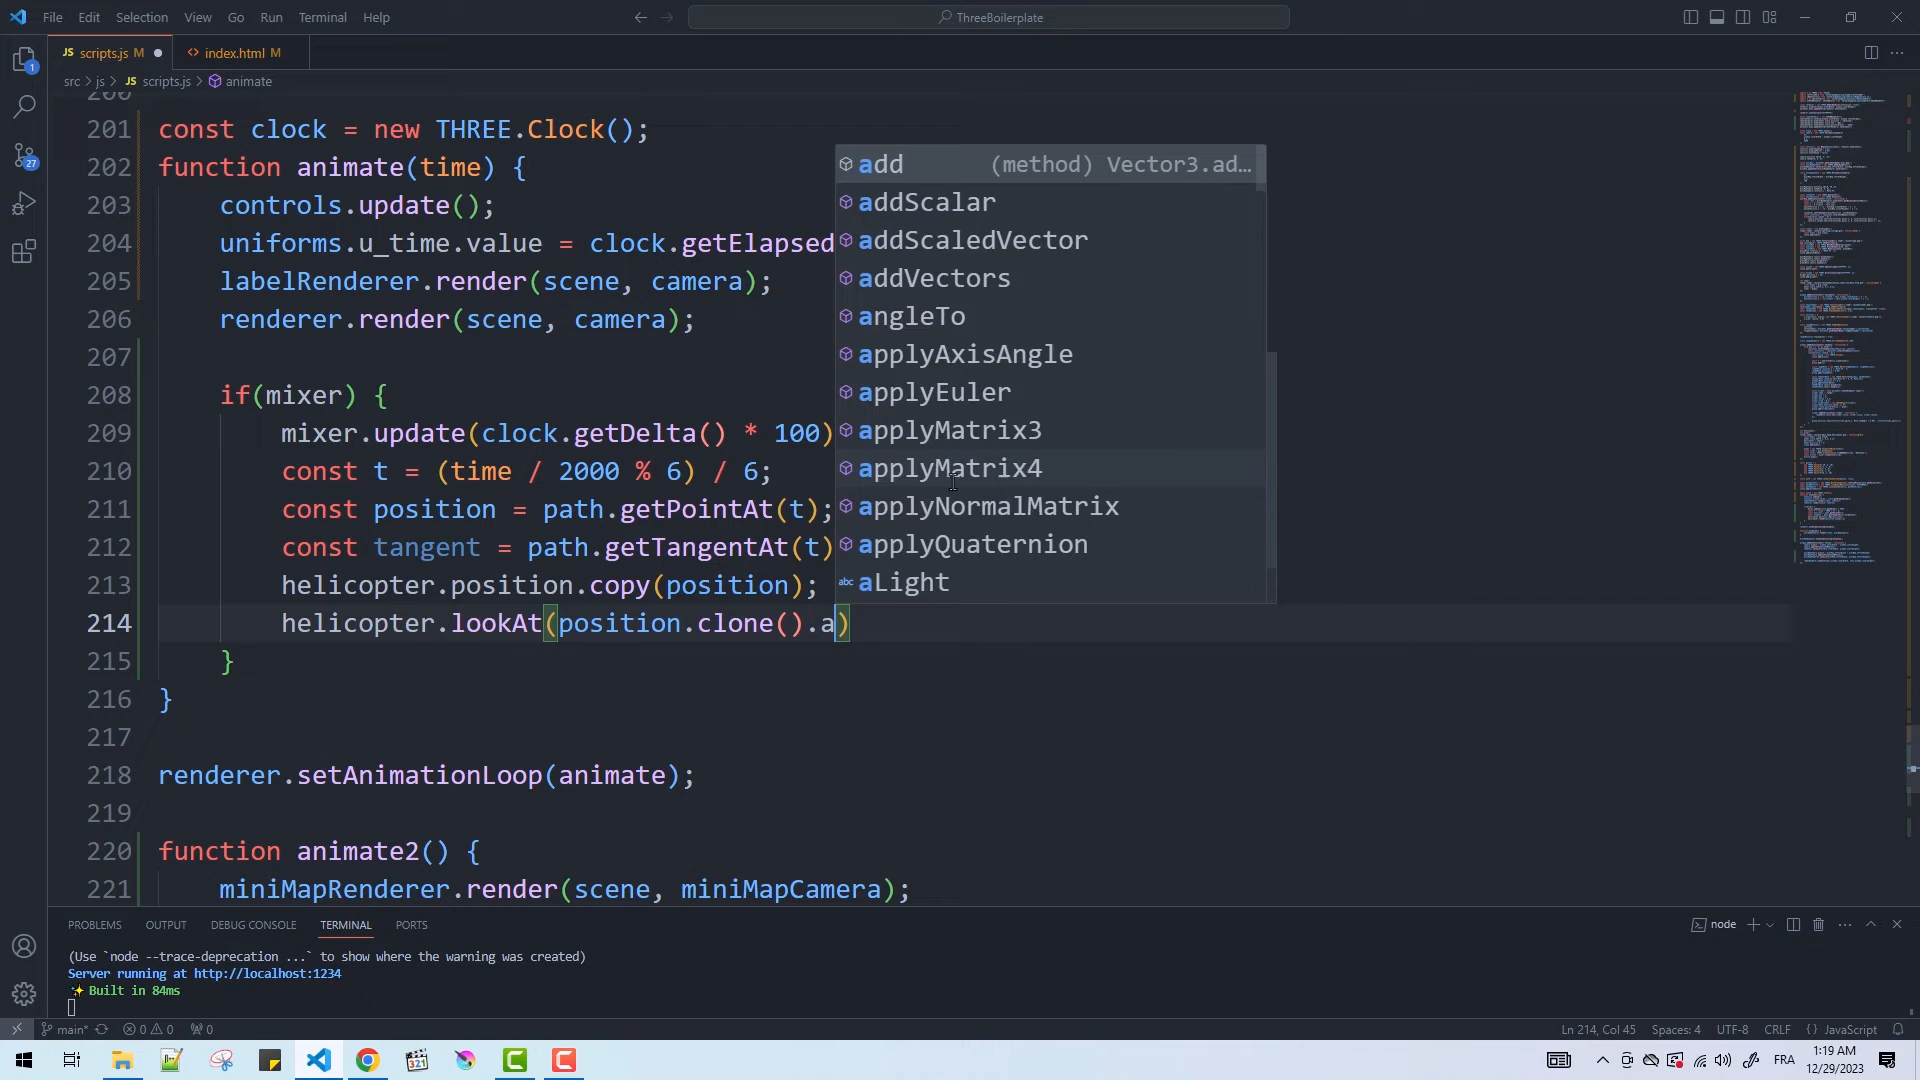 File Edit Selection View Go Run Terminal Help
ThreeBoilerplate
JS scripts.js M
<> index.html M
src > js > JS scripts.js > animate
200
201 const clock = new THREE.Clock();
202 function animate(time) {
203 controls.update();
204 uniforms.u_time.value = clock.getElapsed
205 labelRenderer.render(scene, camera);
206 renderer.render(scene, camera);
207
208 if(mixer) {
209 mixer.update(clock.getDelta() * 100)
210 const t = (time / 2000 % 6) / 6;
211 const position = path.getPointAt(t);
212 const tangent = path.getTangentAt(t)
213 helicopter.position.copy(position);
214 helicopter.lookAt(position.clone().a)
215 }
216 }
217
218 renderer.setAnimationLoop(animate);
219
220 function animate2() {
221 miniMapRenderer.render(scene, miniMapCamera);
add (method) Vector3.ad…
addScalar
addScaledVector
addVectors
angleTo
applyAxisAngle
applyEuler
applyMatrix3
applyMatrix4
applyNormalMatrix
applyQuaternion
abc aLight
1
27
PROBLEMS OUTPUT DEBUG CONSOLE TERMINAL PORTS
node
(Use `node --trace-deprecation ...` to show where the warning was created)
Server running at http://localhost:1234
✨ Built in 84ms
main* 0 0 0
Ln 214, Col 45 Spaces: 4 UTF-8 CRLF {} JavaScript
321
FRA
1:19 AM
12/29/2023